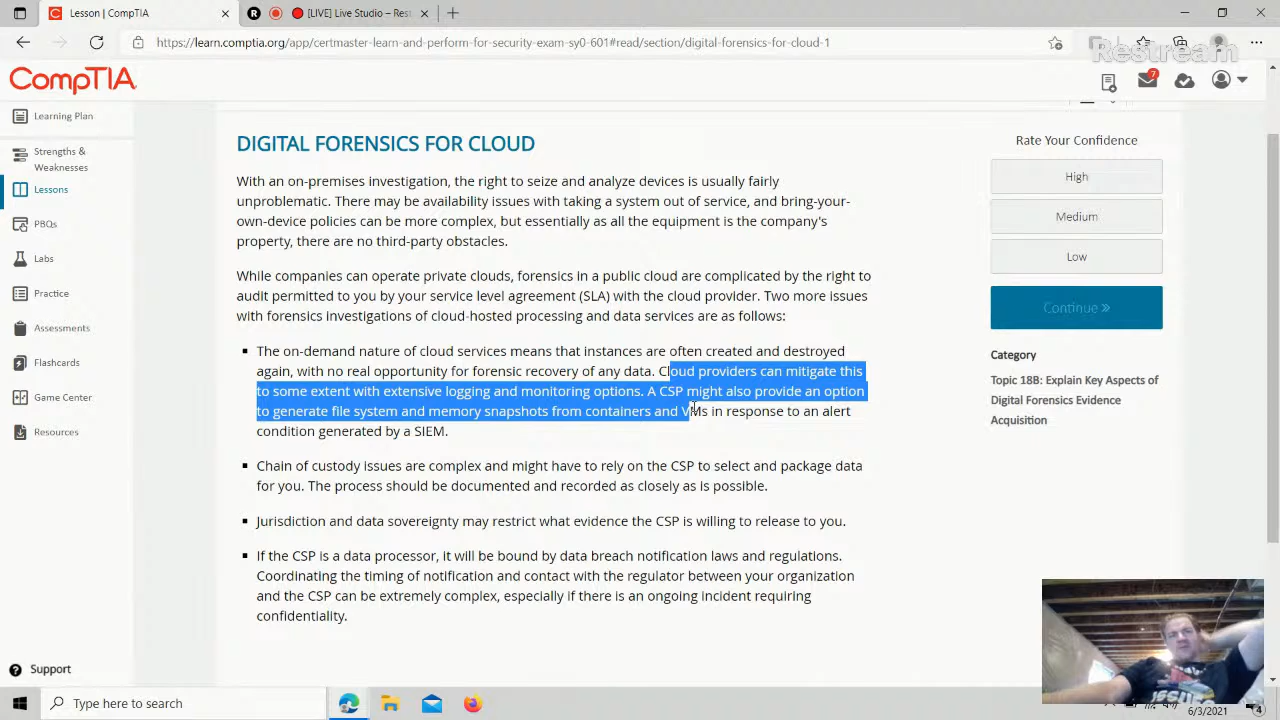 Lesson | CompTIA
R
[LIVE] Live Studio – Rest
https://learn.comptia.org/app/certmaster-learn-and-perform-for-security-exam-sy0-601#read/section/digital-forensics-for-cloud-1
Restream
CompTIA
7
Learning Plan
Strengths &
Weaknesses
Lessons
PBQs
Labs
Practice
Assessments
Flashcards
Game Center
Resources
Support
DIGITAL FORENSICS FOR CLOUD
With an on-premises investigation, the right to seize and analyze devices is usually fairly
unproblematic. There may be availability issues with taking a system out of service, and bring-your-
own-device policies can be more complex, but essentially as all the equipment is the company's
property, there are no third-party obstacles.
While companies can operate private clouds, forensics in a public cloud are complicated by the right to
audit permitted to you by your service level agreement (SLA) with the cloud provider. Two more issues
with forensics investigations of cloud-hosted processing and data services are as follows:
The on-demand nature of cloud services means that instances are often created and destroyed
again, with no real opportunity for forensic recovery of any data. Cloud providers can mitigate this
to some extent with extensive logging and monitoring options. A CSP might also provide an option
to generate file system and memory snapshots from containers and VMs in response to an alert
condition generated by a SIEM.
Chain of custody issues are complex and might have to rely on the CSP to select and package data
for you. The process should be documented and recorded as closely as is possible.
Jurisdiction and data sovereignty may restrict what evidence the CSP is willing to release to you.
If the CSP is a data processor, it will be bound by data breach notification laws and regulations.
Coordinating the timing of notification and contact with the regulator between your organization
and the CSP can be extremely complex, especially if there is an ongoing incident requiring
confidentiality.
Rate Your Confidence
High
Medium
Low
Continue »
Category
Topic 18B: Explain Key Aspects of
Digital Forensics Evidence
Acquisition
Type here to search
6/3/2021
4